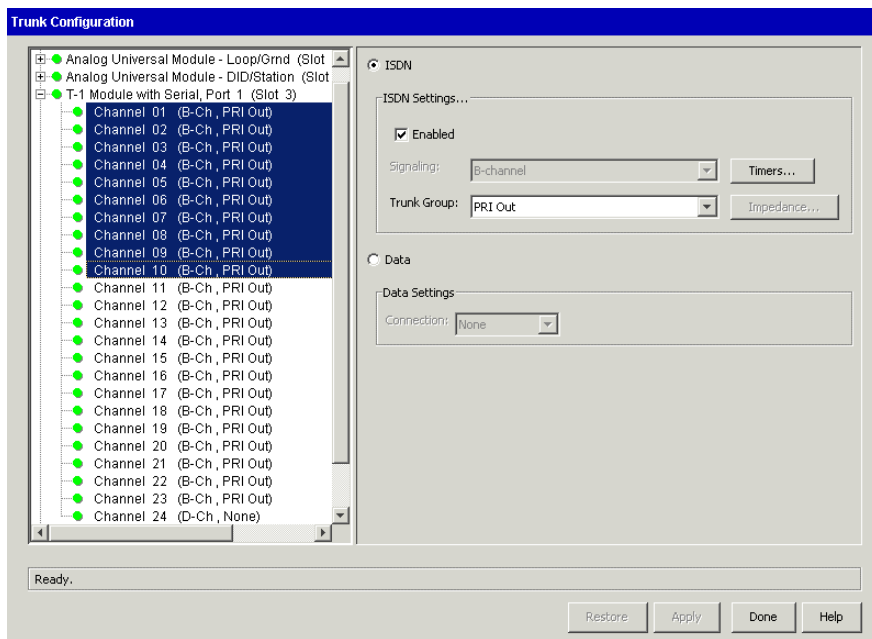 Trunk Configuration
Analog Universal Module - Loop/Grnd (Slot
Analog Universal Module - DID/Station (Slot
T-1 Module with Serial, Port 1 (Slot 3)
Channel 01 (B-Ch , PRI Out)
Channel 02 (B-Ch , PRI Out)
Channel 03 (B-Ch , PRI Out)
Channel 04 (B-Ch , PRI Out)
Channel 05 (B-Ch , PRI Out)
Channel 06 (B-Ch , PRI Out)
Channel 07 (B-Ch , PRI Out)
Channel 08 (B-Ch , PRI Out)
Channel 09 (B-Ch , PRI Out)
Channel 10 (B-Ch , PRI Out)
Channel 11 (B-Ch , PRI Out)
Channel 12 (B-Ch , PRI Out)
Channel 13 (B-Ch , PRI Out)
Channel 14 (B-Ch , PRI Out)
Channel 15 (B-Ch , PRI Out)
Channel 16 (B-Ch , PRI Out)
Channel 17 (B-Ch , PRI Out)
Channel 18 (B-Ch , PRI Out)
Channel 19 (B-Ch , PRI Out)
Channel 20 (B-Ch , PRI Out)
Channel 21 (B-Ch , PRI Out)
Channel 22 (B-Ch , PRI Out)
Channel 23 (B-Ch , PRI Out)
Channel 24 (D-Ch , None)
ISDN
ISDN Settings...
Enabled
Signaling: B-channel Timers...
Trunk Group: PRI Out Impedance...
Data
Data Settings
Connection: None
Ready.
Restore Apply Done Help